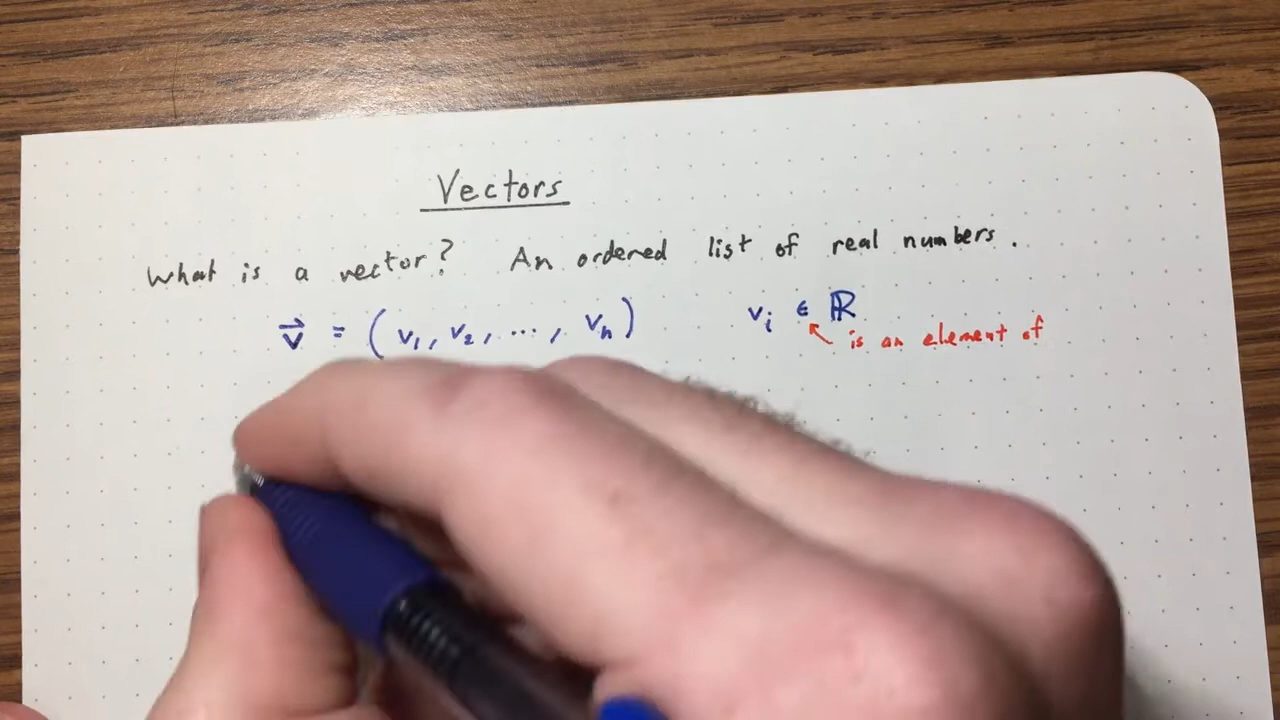 Vectors
What is a vector? An ordered list of real numbers.
v⃗ = (v₁, v₂, ..., vₙ) vᵢ ∈ ℝ
is an element of